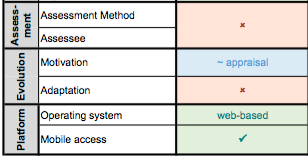 Assess-
ment
Assessment Method
Assessee
✗
Evolution
Motivation
~ appraisal
Adaptation
✗
Platform
Operating system
web-based
Mobile access
✓